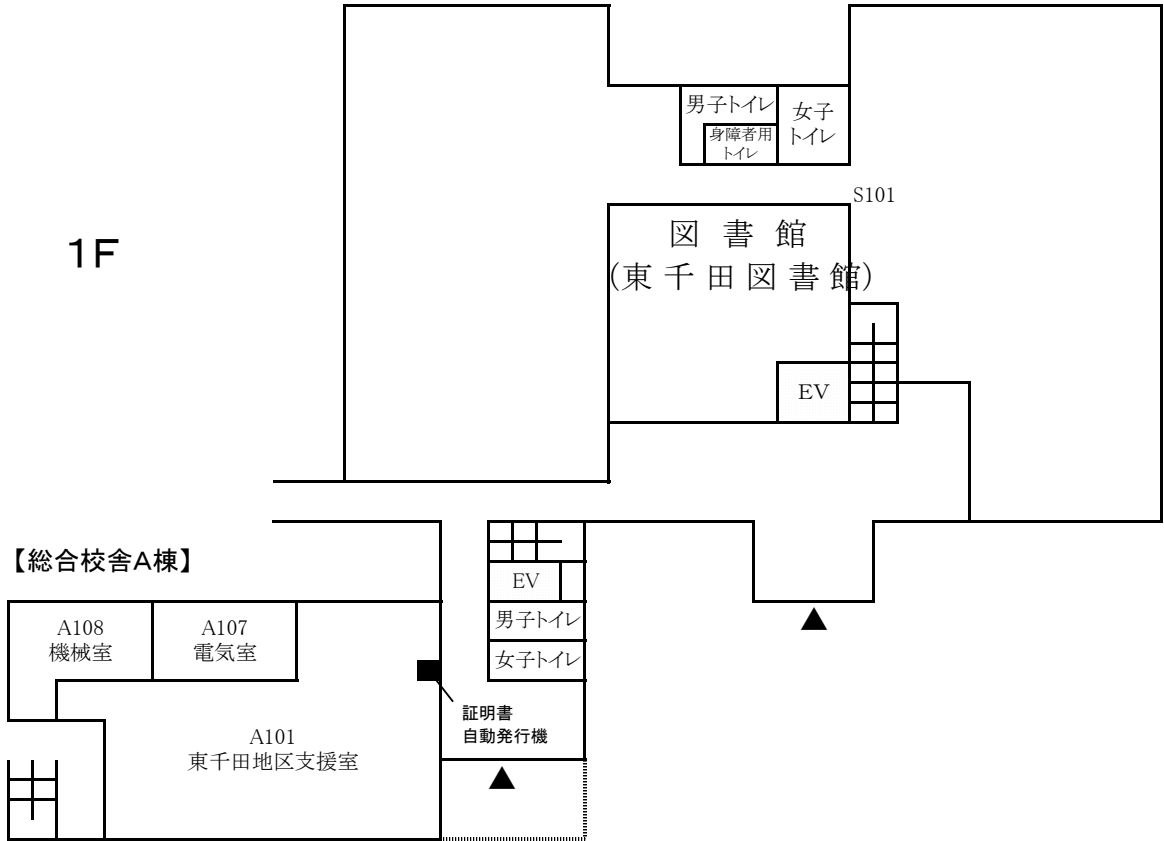 男子トイレ
身障者用
トイレ
女子
トイレ
S101
1F
図書館
(東千田図書館)
EV
【総合校舎A棟】
EV
男子トイレ
女子トイレ
A108
機械室
A107
電気室
証明書
自動発行機
A101
東千田地区支援室